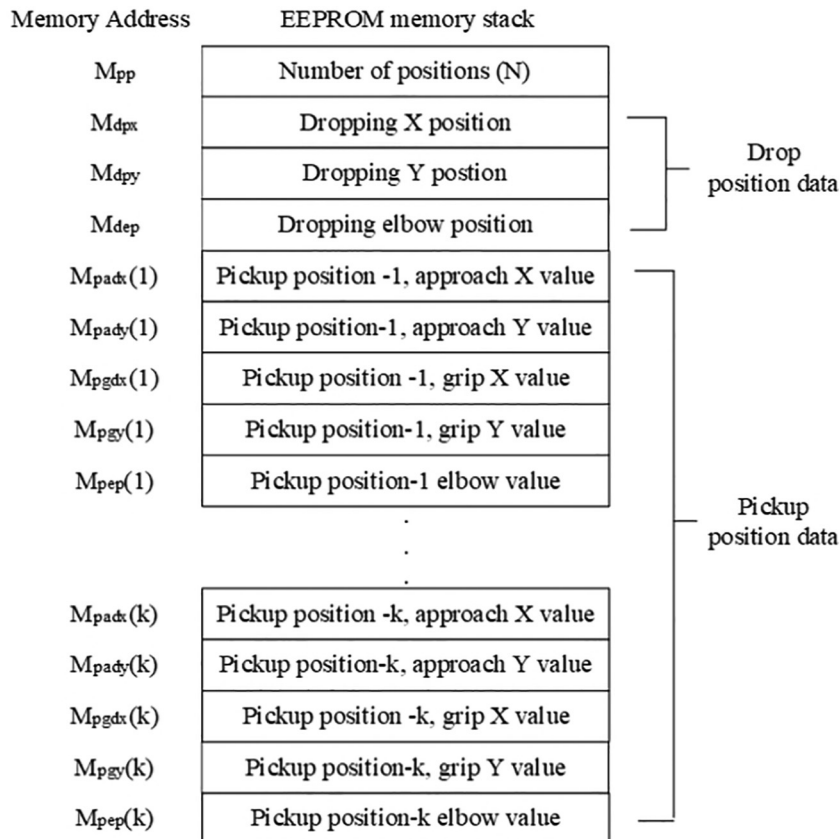 Memory Address EEPROM memory stack
Mpp Number of positions (N)
Mdpx Dropping X position
Mdpy Dropping Y postion
Mdep Dropping elbow position
Drop
position data
Mpadx(1) Pickup position -1, approach X value
Mpady(1) Pickup position-1, approach Y value
Mpgdx(1) Pickup position -1, grip X value
Mpgy(1) Pickup position-1, grip Y value
Mpep(1) Pickup position-1 elbow value
Pickup
position data
.
.
.
Mpadx(k) Pickup position -k, approach X value
Mpady(k) Pickup position-k, approach Y value
Mpgdx(k) Pickup position -k, grip X value
Mpgy(k) Pickup position-k, grip Y value
Mpep(k) Pickup position-k elbow value